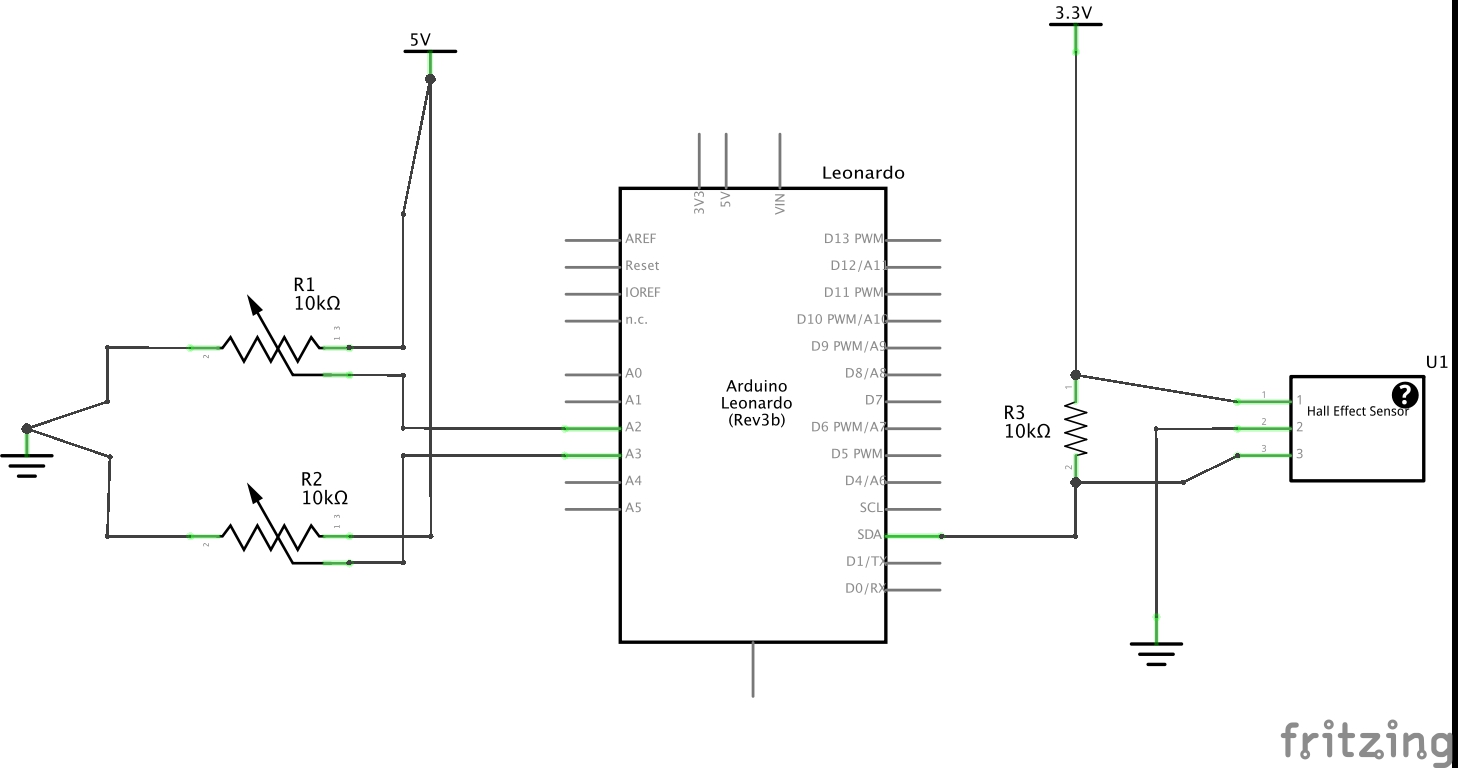 3.3V
5V
Leonardo
3V3
5V
VIN
AREF
Reset
IOREF
n.c.
A0
A1
A2
A3
A4
A5
Arduino
Leonardo
(Rev3b)
D13 PWM
D12/A11
D11 PWM
D10 PWM/A10
D9 PWM/A9
D8/A8
D7
D6 PWM/A7
D5 PWM
D4/A6
SCL
SDA
D1/TX
D0/RX
R1
10kΩ
2
1 3
R2
10kΩ
2
1 3
R3
10kΩ
1
2
U1
?
Hall Effect Sensor
1 1
2 2
3 3
fritzing